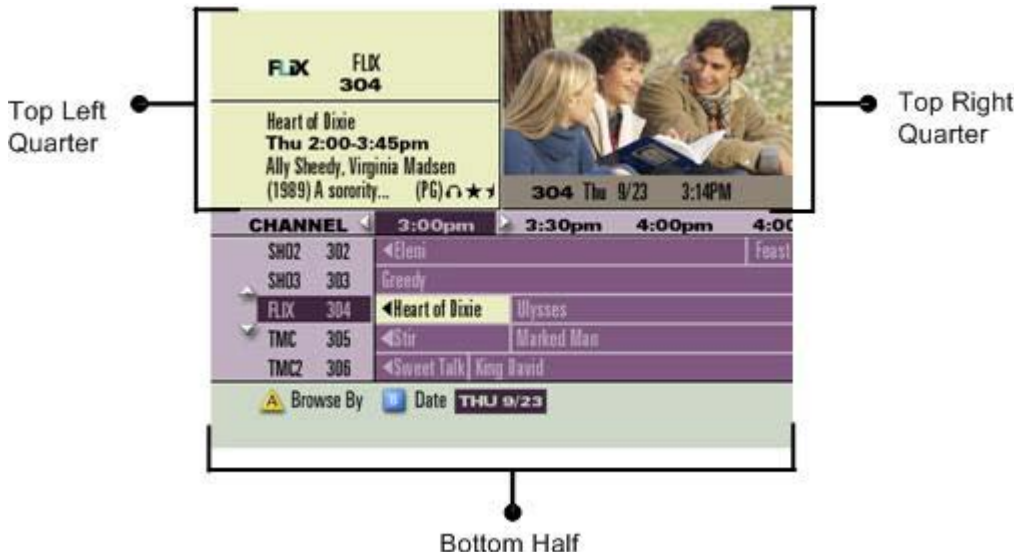 FLiX
FLIX
304
Top Left
Quarter
Top Right
Quarter
Heart of Dixie
Thu 2:00-3:45pm
Ally Sheedy, Virginia Madsen
(1989) A sorority... (PG)
304 Thu 9/23 3:14PM
CHANNEL 3:00pm 3:30pm 4:00pm 4:00
SHO2 302 Eleni Feast
SHO3 303 Greedy
FLIX 304 Heart of Dixie Ulysses
TMC 305 Stir Marked Man
TMC2 306 Sweet Talk King David
A Browse By B Date THU 9/23
Bottom Half